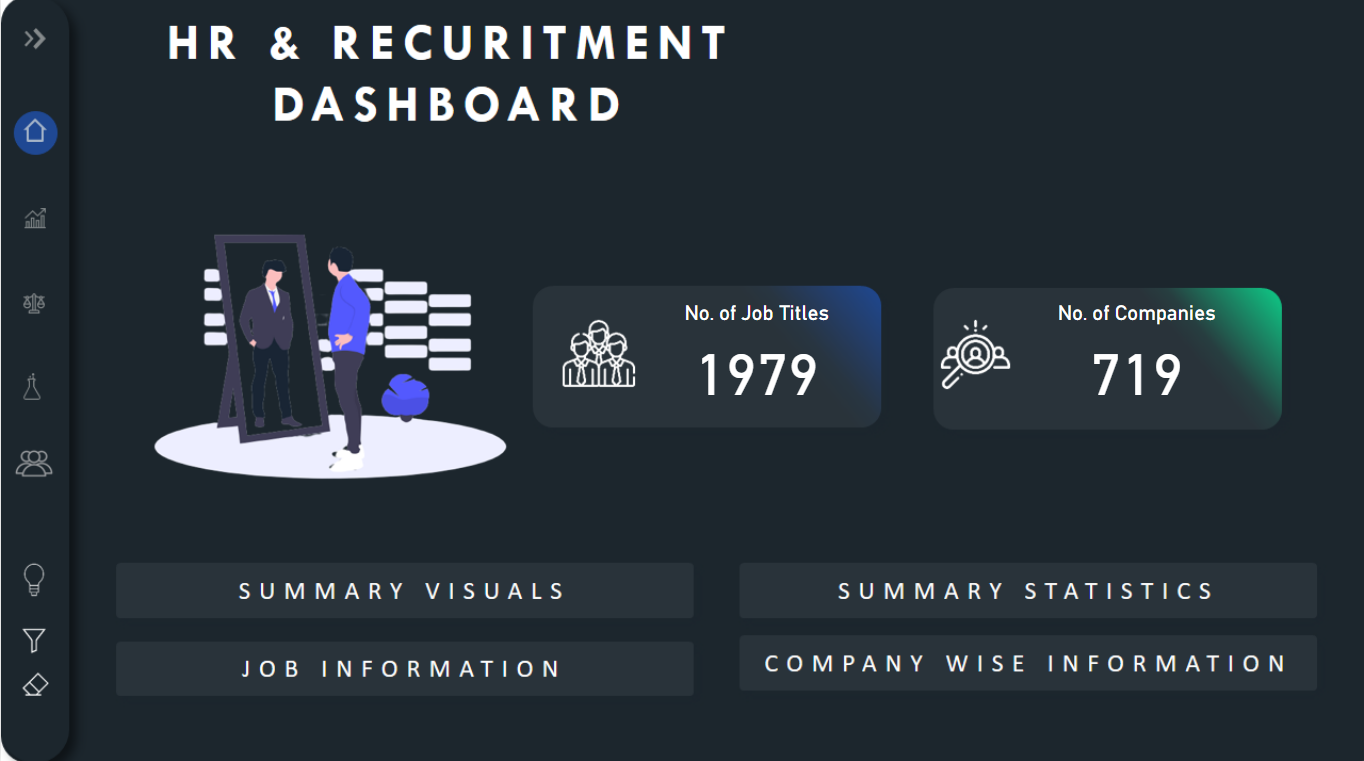 HR & RECURITMENT
DASHBOARD
No. of Job Titles
1979
No. of Companies
719
SUMMARY VISUALS
SUMMARY STATISTICS
JOB INFORMATION
COMPANY WISE INFORMATION